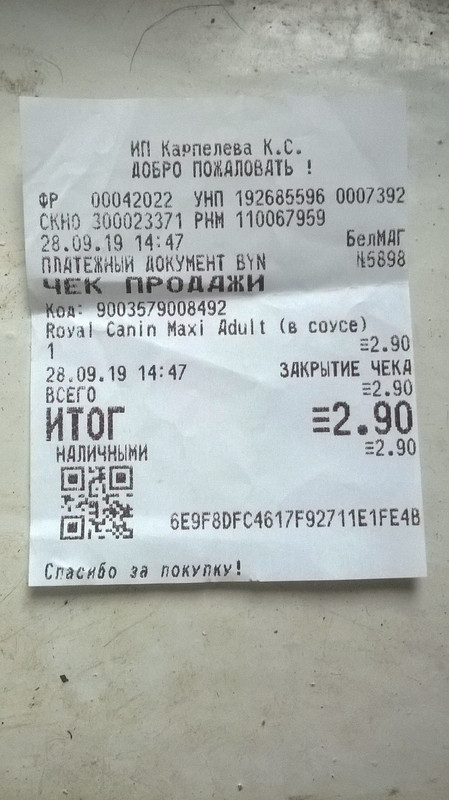 ИП Карпелева К.С.
ДОБРО ПОЖАЛОВАТЬ !
ФР 00042022 УНП 192685596 0007392
СКНО 300023371 РНМ 110067959
28.09.19 14:47 БелМАГ
ПЛАТЕЖНЫЙ ДОКУМЕНТ BYN №5898
ЧЕК ПРОДАЖИ
Код: 9003579008492
Royal Canin Maxi Adult (в соусе)
1 ≡2.90
28.09.19 14:47 ЗАКРЫТИЕ ЧЕКА
ВСЕГО ≡2.90
ИТОГ ≡2.90
НАЛИЧНЫМИ ≡2.90
6E9F8DFC4617F92711E1FE4B
Спасибо за покупку!